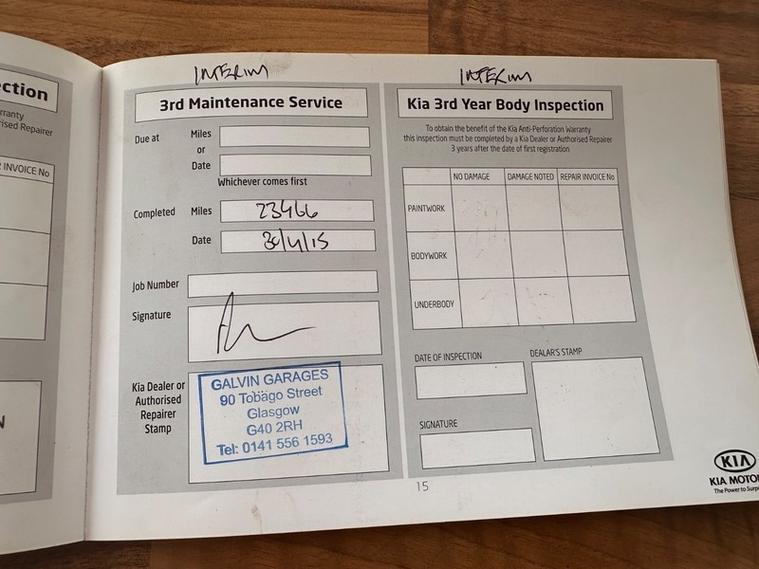 ction
rranty
rised Repairer
INVOICE No
N
INTERIM
3rd Maintenance Service
Due at
Miles
or
Date
Whichever comes first
Completed
Miles
23466
Date
30/4/15
Job Number
Signature
Kia Dealer or
Authorised
Repairer
Stamp
GALVIN GARAGES
90 Tobago Street
Glasgow
G40 2RH
Tel: 0141 556 1593
INTERIM
Kia 3rd Year Body Inspection
To obtain the benefit of the Kia Anti-Perforation Warranty
this inspection must be completed by a Kia Dealer or Authorised Repairer
3 years after the date of first registration
NO DAMAGE DAMAGE NOTED REPAIR INVOICE No
PAINTWORK
BODYWORK
UNDERBODY
DATE OF INSPECTION
DEALER'S STAMP
SIGNATURE
15
KIA
KIA MOTO
The Power to Surp